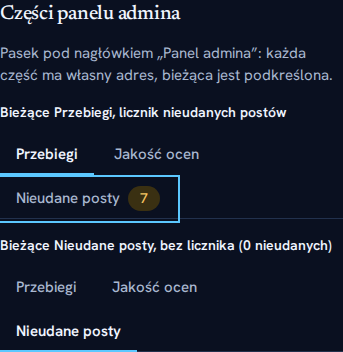 Części panelu admina
Pasek pod nagłówkiem „Panel admina”: każda
część ma własny adres, bieżąca jest podkreślona.
Bieżące Przebiegi, licznik nieudanych postów
Przebiegi Jakość ocen
Nieudane posty 7
Bieżące Nieudane posty, bez licznika (0 nieudanych)
Przebiegi Jakość ocen
Nieudane posty